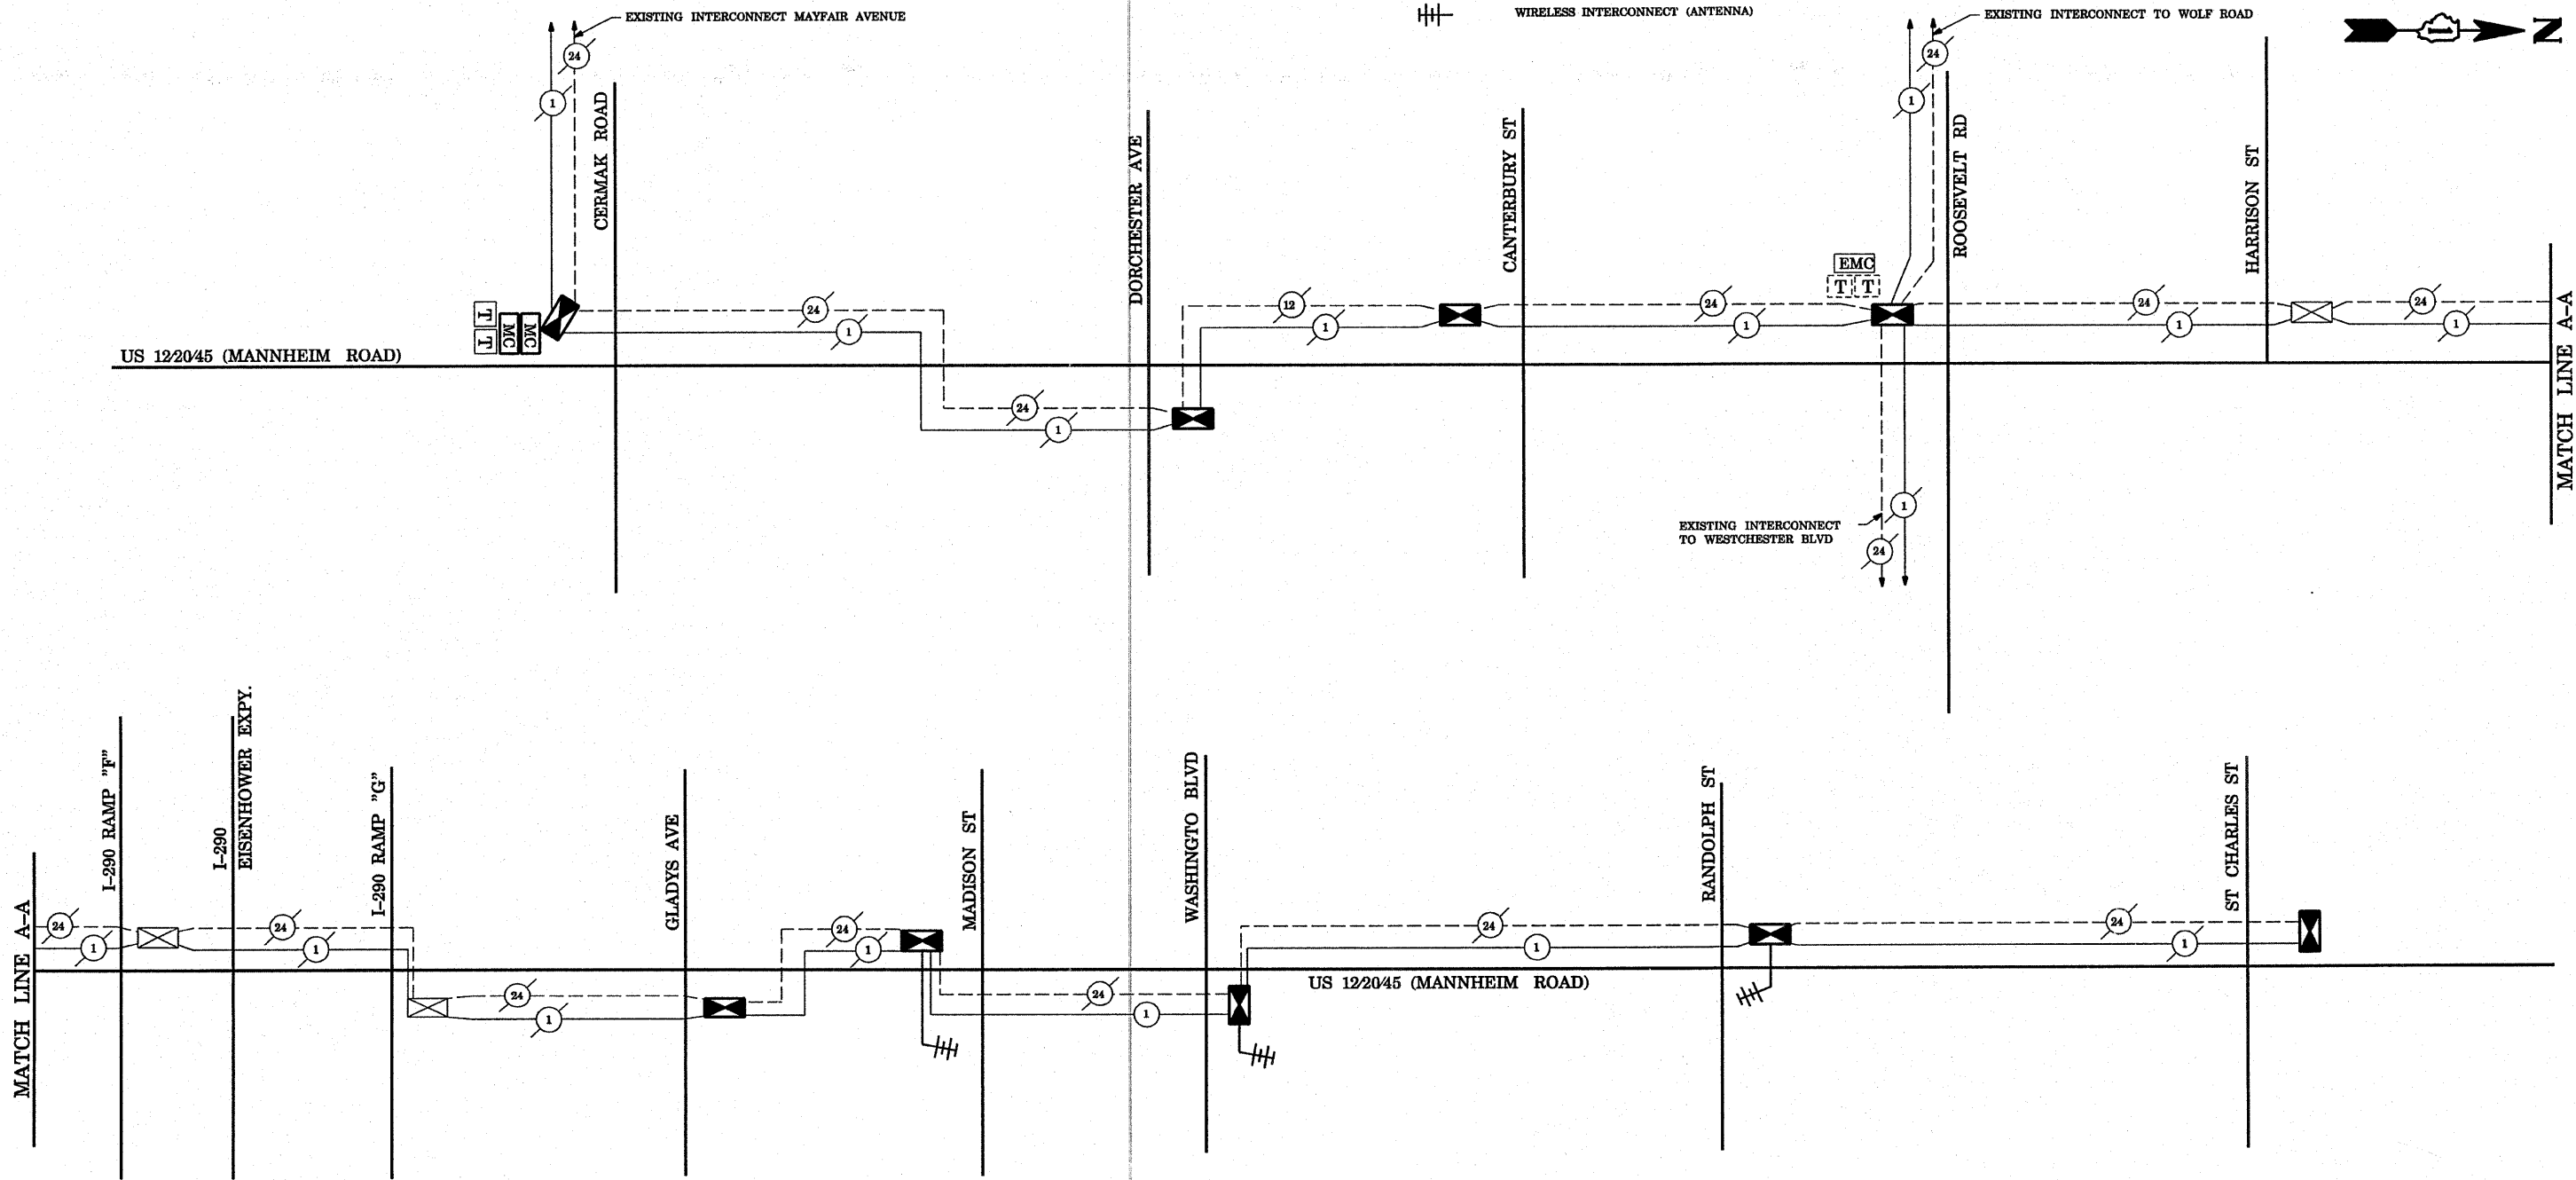 EXISTING INTERCONNECT MAYFAIR AVENUE
WIRELESS INTERCONNECT (ANTENNA)
EXISTING INTERCONNECT TO WOLF ROAD
1
N
24
24
1
1
CERMAK ROAD
DORCHESTER AVE
CANTERBURY ST
ROOSEVELT RD
HARRISON ST
EMC
T T
T
T
MC
MC
24
1
12
1
24
1
24
1
24
1
US 12/20/45 (MANNHEIM ROAD)
MATCH LINE A-A
24
1
1
EXISTING INTERCONNECT
TO WESTCHESTER BLVD
24
I-290 RAMP "F"
I-290
EISENHOWER EXPY.
I-290 RAMP "G"
GLADYS AVE
MADISON ST
WASHINGTO BLVD
RANDOLPH ST
ST CHARLES ST
MATCH LINE A-A
24
1
24
1
24
1
24
1
24
1
24
1
24
1
US 12/20/45 (MANNHEIM ROAD)